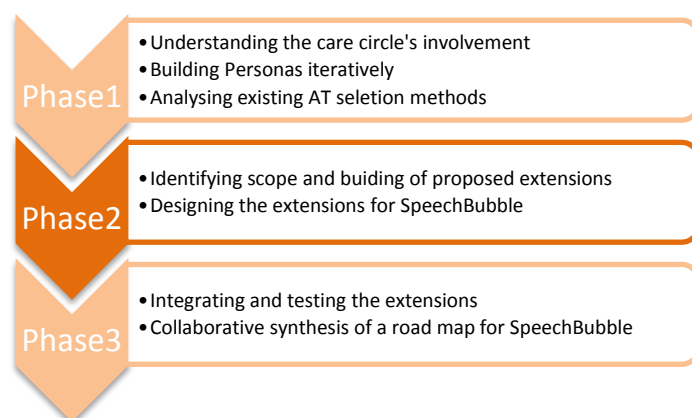 Phase1
•Understanding the care circle's involvement
•Building Personas iteratively
•Analysing existing AT seletion methods
Phase2
•Identifying scope and buiding of proposed extensions
•Designing the extensions for SpeechBubble
Phase3
•Integrating and testing the extensions
•Collaborative synthesis of a road map for SpeechBubble